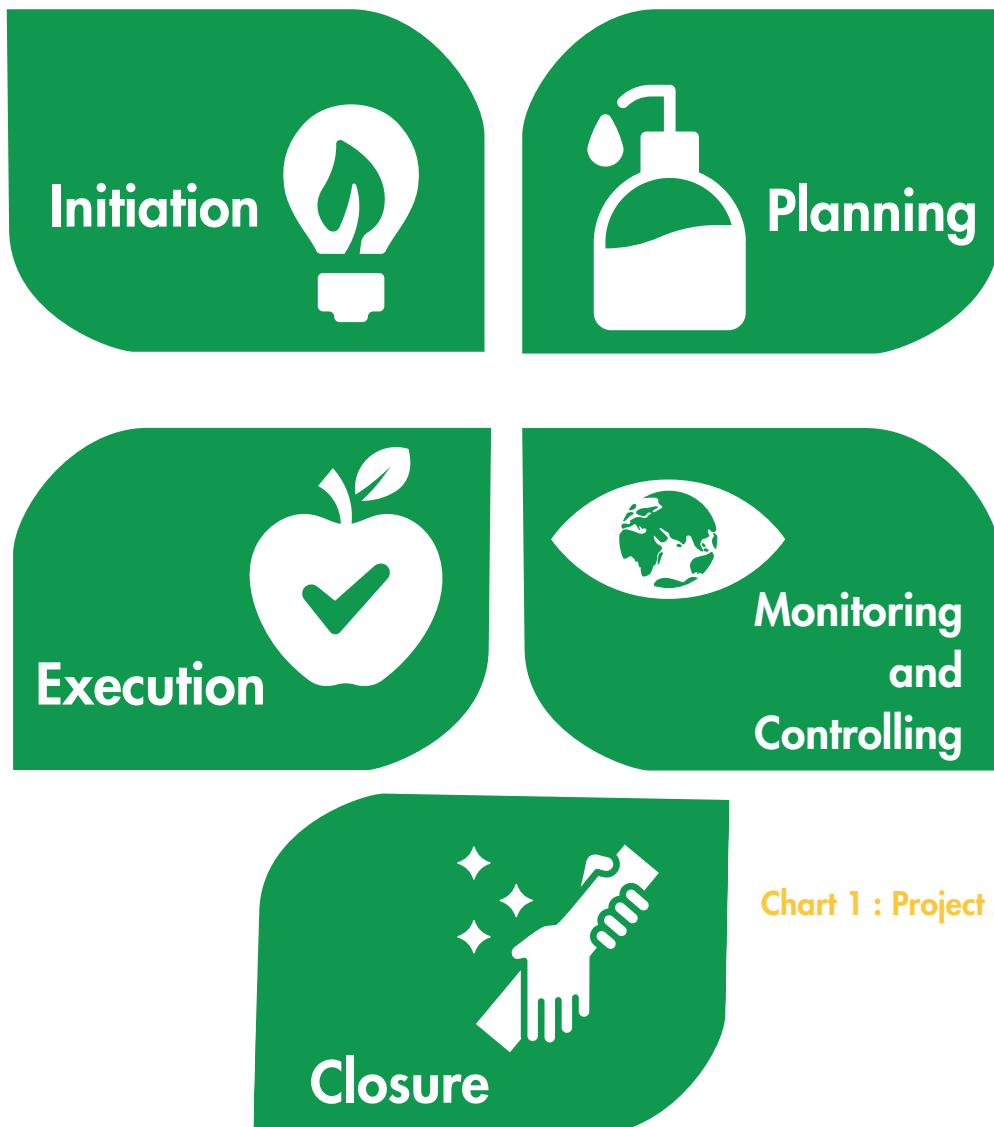 Initiation
Planning
Execution
Monitoring
and
Controlling
Chart 1 : Project
Closure